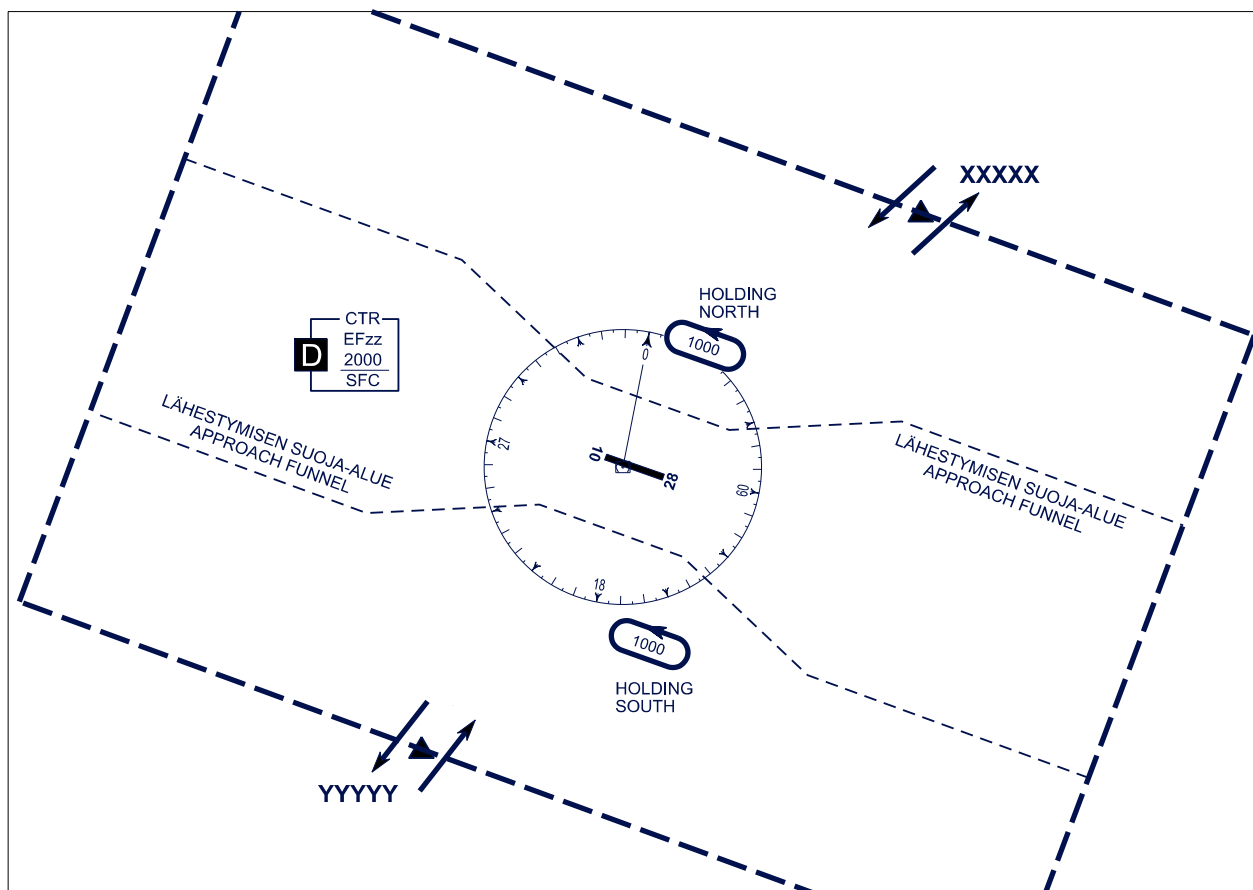 XXXXX
HOLDING
NORTH
1000
0
CTR
EFzz
2000
SFC
D
LÄHESTYMISEN SUOJA-ALUE
APPROACH FUNNEL
27
10
28
09
LÄHESTYMISEN SUOJA-ALUE
APPROACH FUNNEL
18
1000
HOLDING
SOUTH
YYYYY